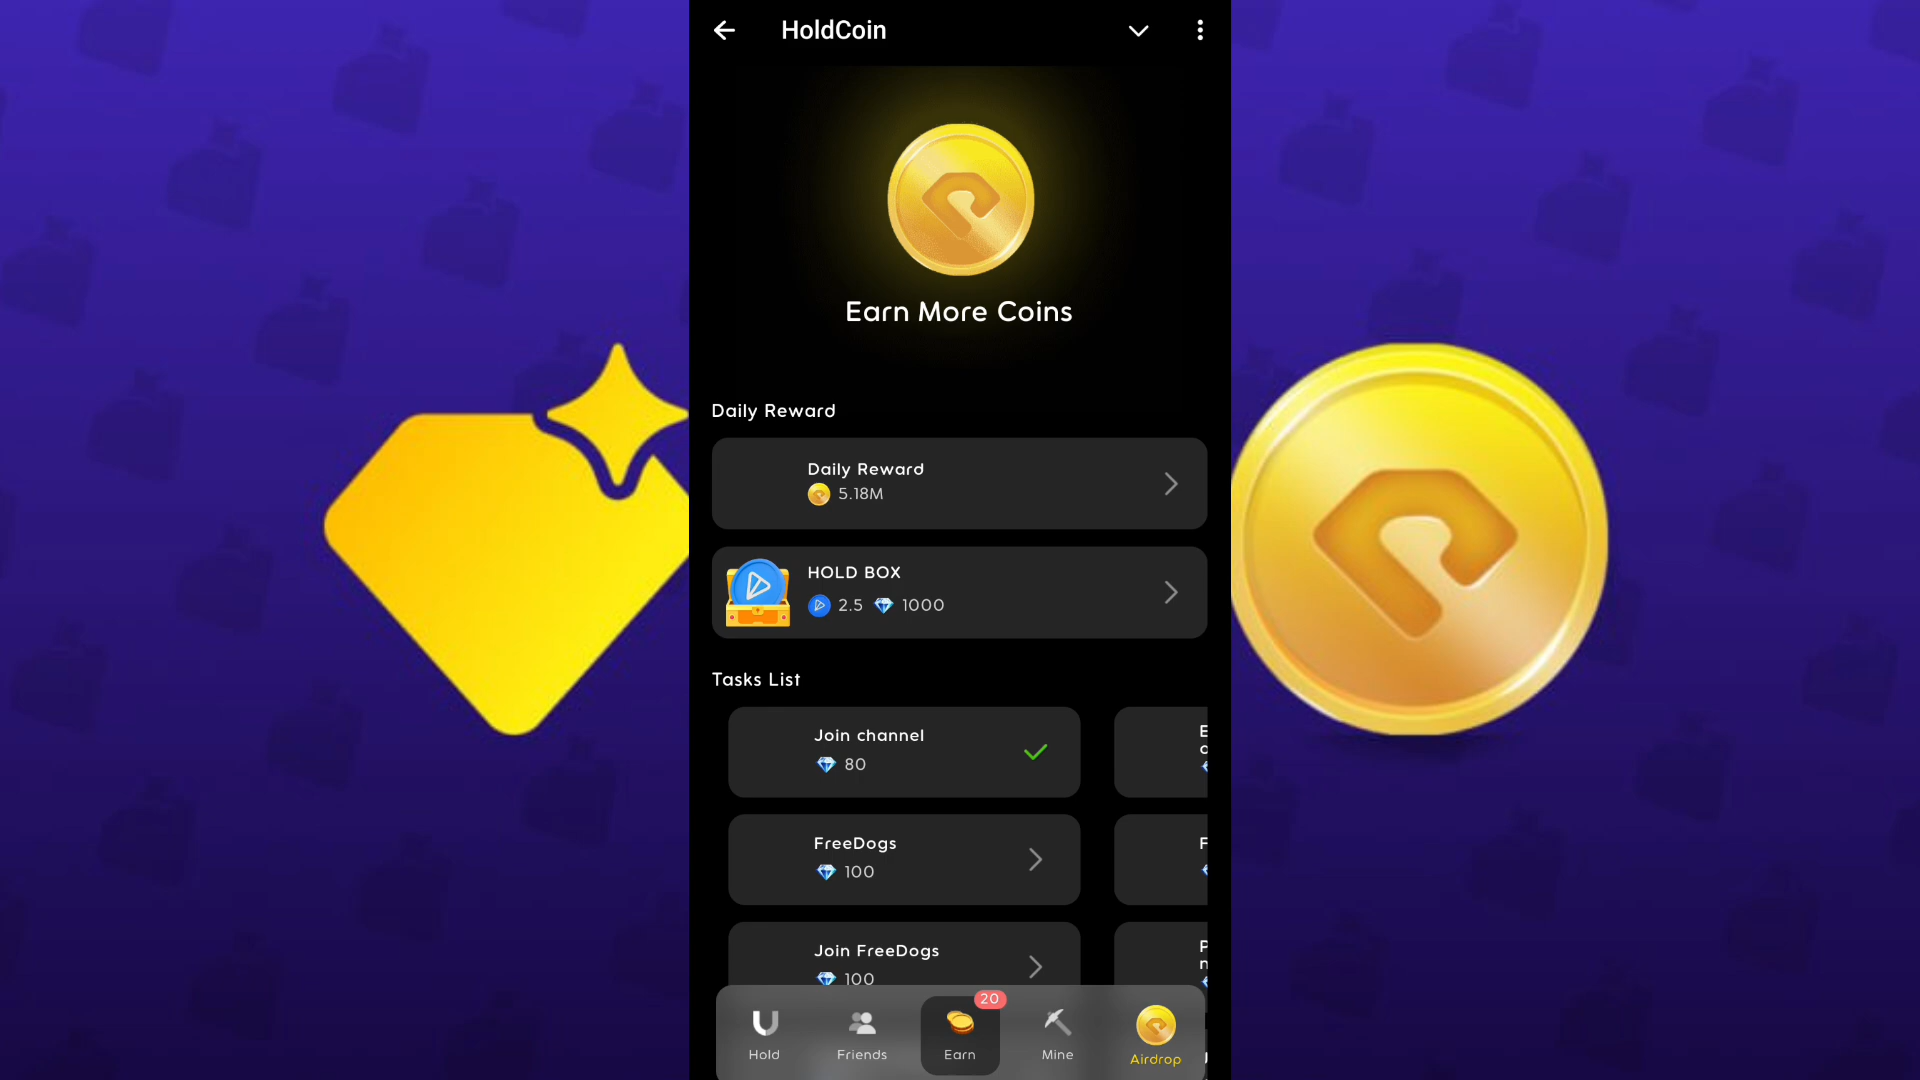 HoldCoin
Earn More Coins
Daily Reward
Daily Reward
5.18M
HOLD BOX
2.5 1000
Tasks List
Join channel
80
FreeDogs
100
Join FreeDogs
100
20
Hold
Friends
Earn
Mine
Airdrop